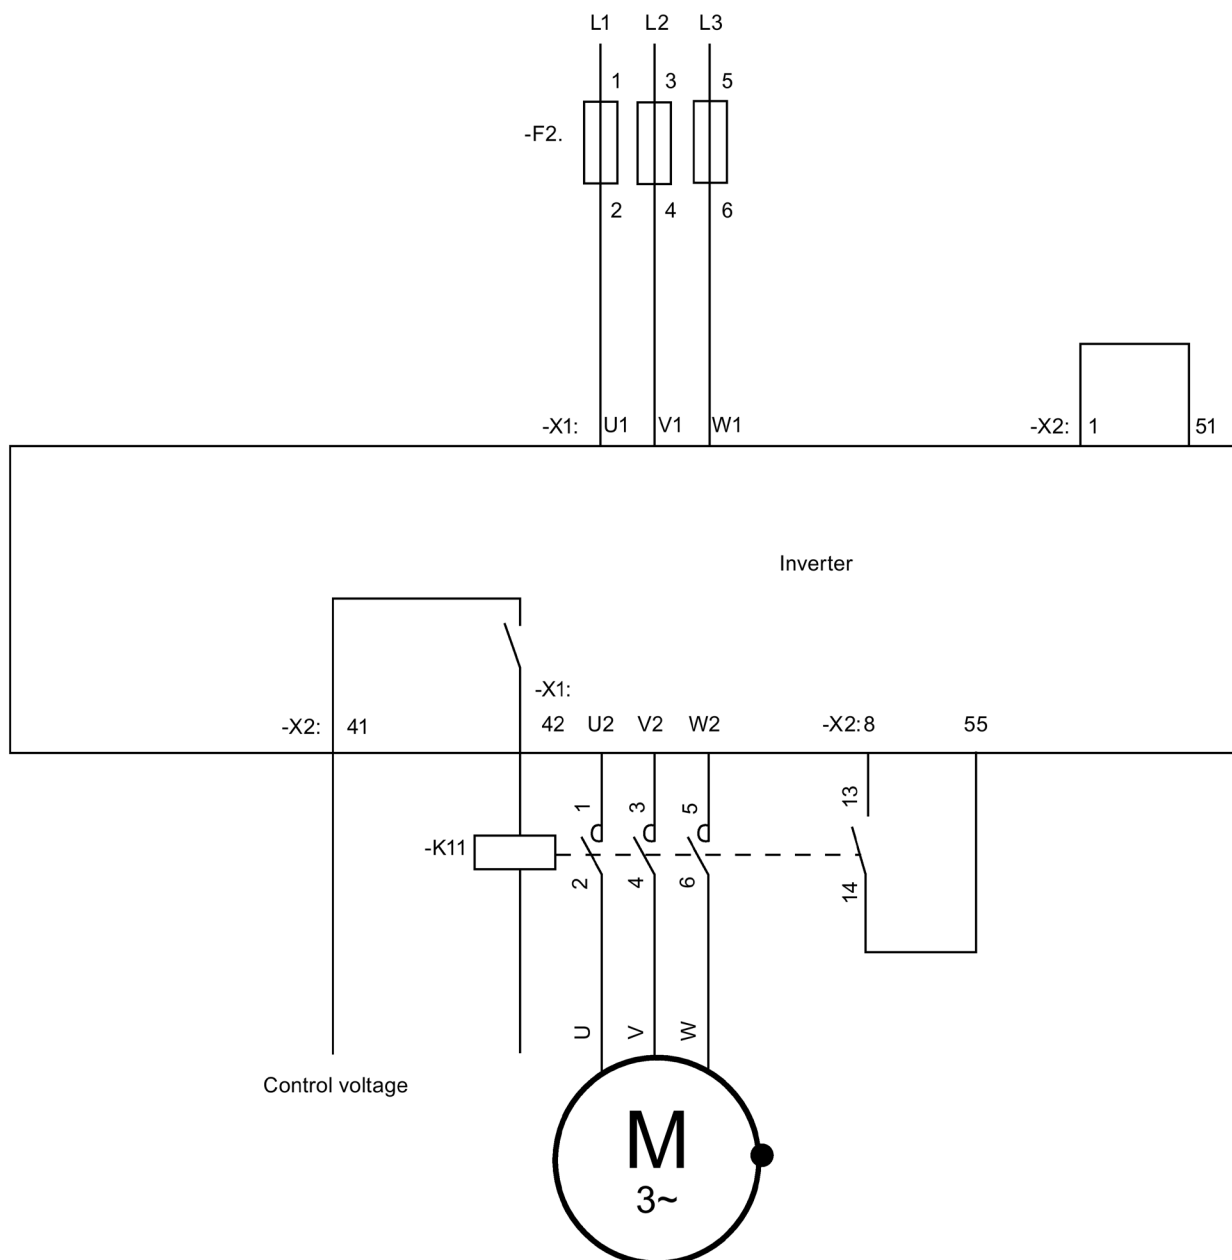 L1 L2 L3
1 3 5
-F2.
2 4 6
-X1: U1 V1 W1 -X2: 1 51
Inverter
-X1:
-X2: 41 42 U2 V2 W2 -X2: 8 55
1 3 5 13
-K11
2 4 6 14
U V W
Control voltage
M
3~